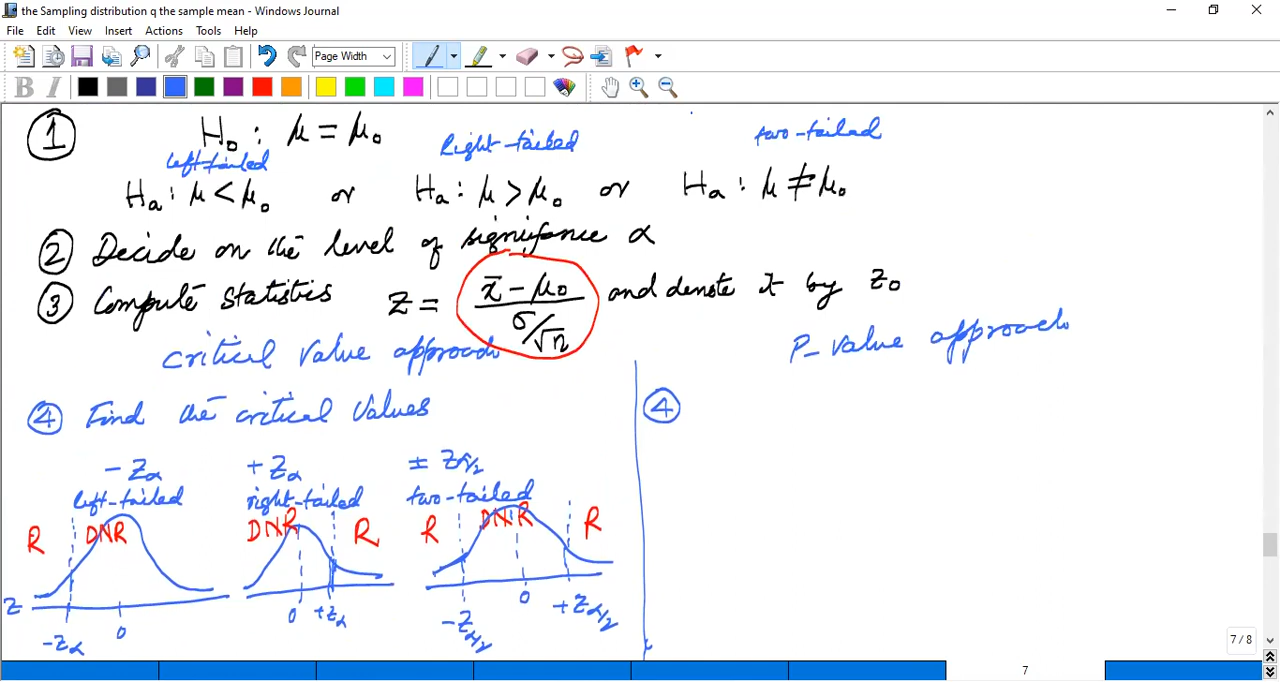 the Sampling distribution q the sample mean - Windows Journal
File Edit View Insert Actions Tools Help
Page Width
B I
① H₀ : μ = μ₀
left-tailed Right-tailed two-tailed
Ha : μ < μ₀ or Ha : μ > μ₀ or Ha : μ ≠ μ₀
② Decide on the level of signifance α
③ Compute Statistics z = (x̄ - μ₀)/(σ/√n) and denote it by z₀
critical value approach P-value approach
④ Find the critical values ④
- Zα + Zα ± Zα/2
left-tailed right-tailed two-tailed
R DNR DNR R R DNR R
Z -Zα 0 0 +Zα -Zα/2 0 +Zα/2
7 / 8
7